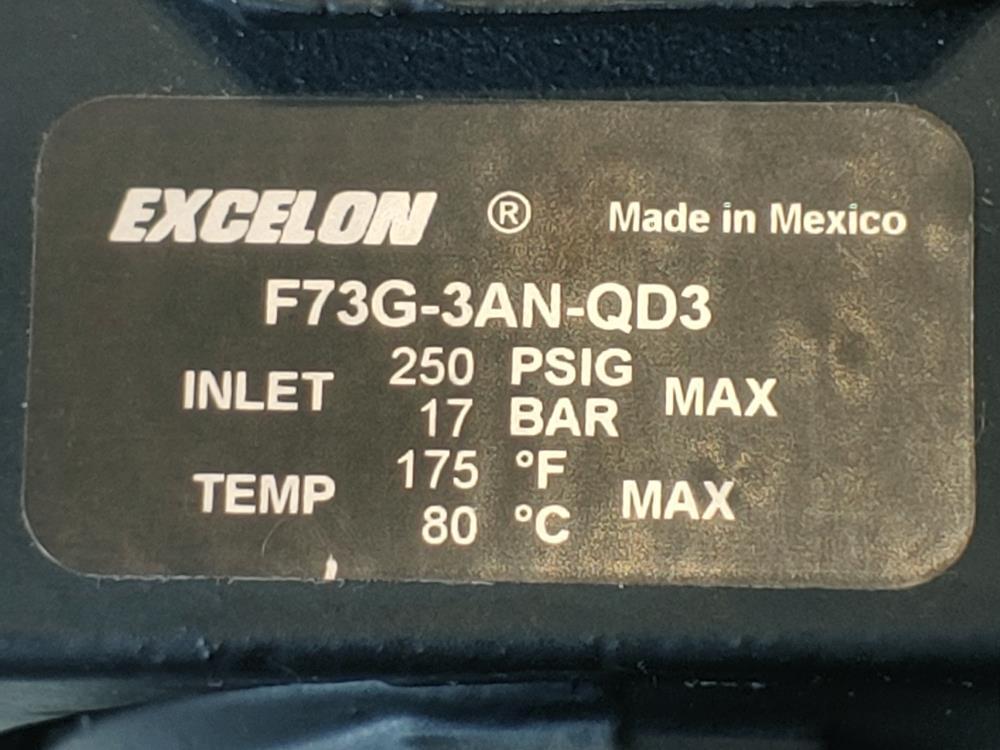 EXCELON ® Made in Mexico
F73G-3AN-QD3
INLET 250 PSIG MAX
17 BAR
TEMP 175 °F MAX
80 °C